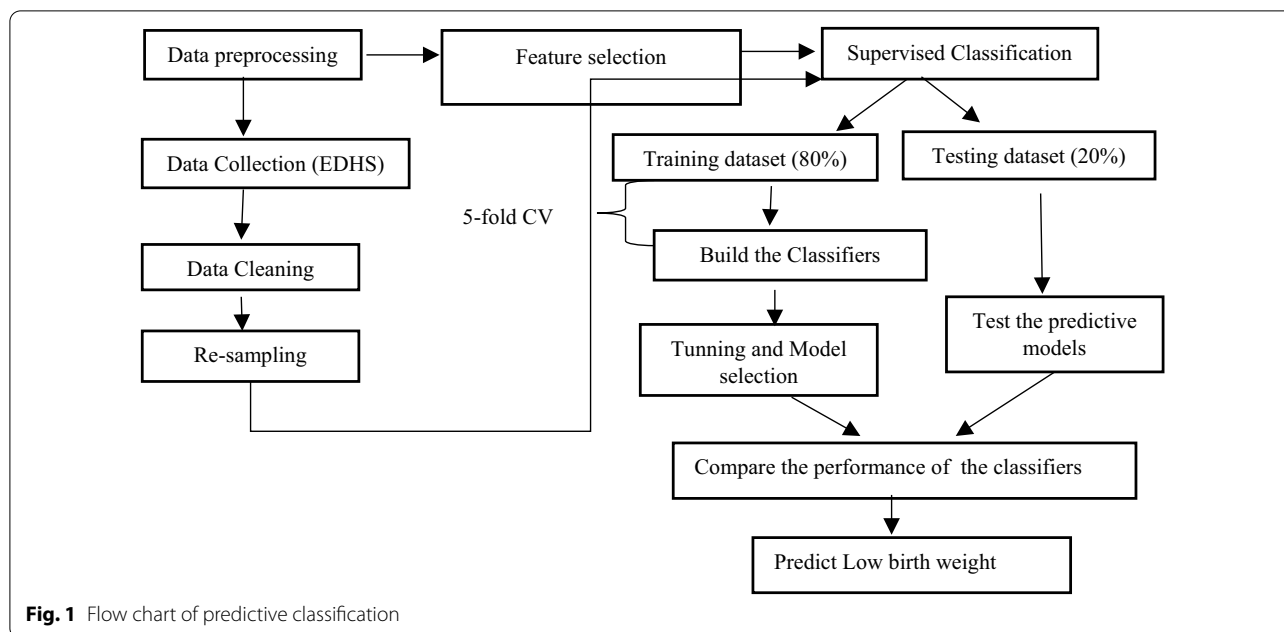 Data preprocessing
Feature selection
Supervised Classification
Data Collection (EDHS)
Training dataset (80%)
Testing dataset (20%)
5-fold CV
Data Cleaning
Build the Classifiers
Re-sampling
Tunning and Model
selection
Test the predictive
models
Compare the performance of the classifiers
Predict Low birth weight
Fig. 1 Flow chart of predictive classification